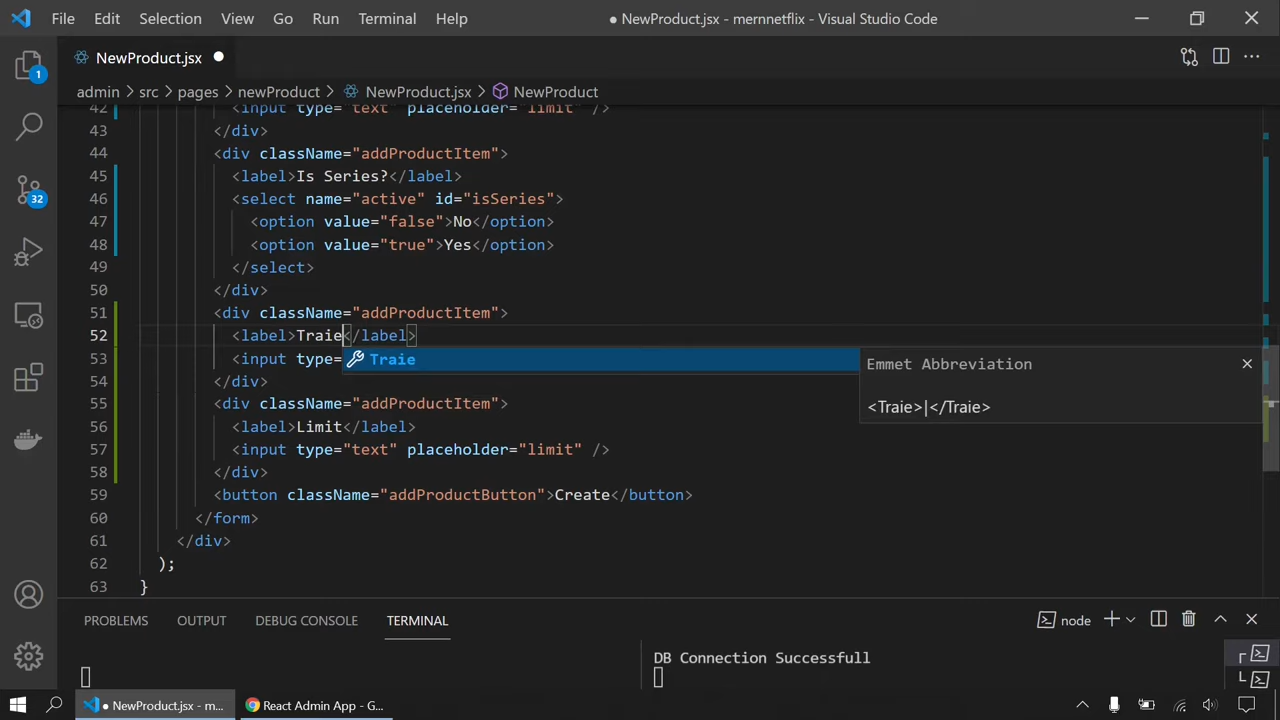 File Edit Selection View Go Run Terminal Help ● NewProduct.jsx - mernnetflix - Visual Studio Code
NewProduct.jsx
admin > src > pages > newProduct > NewProduct.jsx > NewProduct
42 <input type="text" placeholder="limit" />
43 </div>
44 <div className="addProductItem">
45 <label>Is Series?</label>
46 <select name="active" id="isSeries">
47 <option value="false">No</option>
48 <option value="true">Yes</option>
49 </select>
50 </div>
51 <div className="addProductItem">
52 <label>Traie</label>
53 <input type=
Traie
Emmet Abbreviation
<Traie>|</Traie>
54 </div>
55 <div className="addProductItem">
56 <label>Limit</label>
57 <input type="text" placeholder="limit" />
58 </div>
59 <button className="addProductButton">Create</button>
60 </form>
61 </div>
62 );
63 }
1
32
PROBLEMS OUTPUT DEBUG CONSOLE TERMINAL node
DB Connection Successfull
● NewProduct.jsx - m... React Admin App - G...